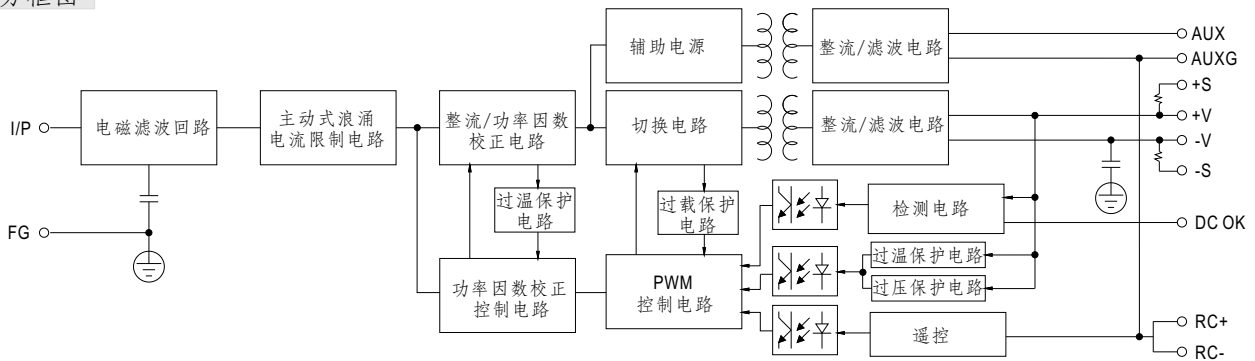 方框图
辅助电源
整流/滤波电路
AUX
AUXG
+S
I/P
电磁滤波回路
主动式浪涌
电流限制电路
整流/功率因数
校正电路
切换电路
整流/滤波电路
+V
-V
-S
过温保护
电路
过载保护
电路
检测电路
DC OK
FG
功率因数校正
控制电路
PWM
控制电路
过温保护电路
过压保护电路
遥控
RC+
RC-